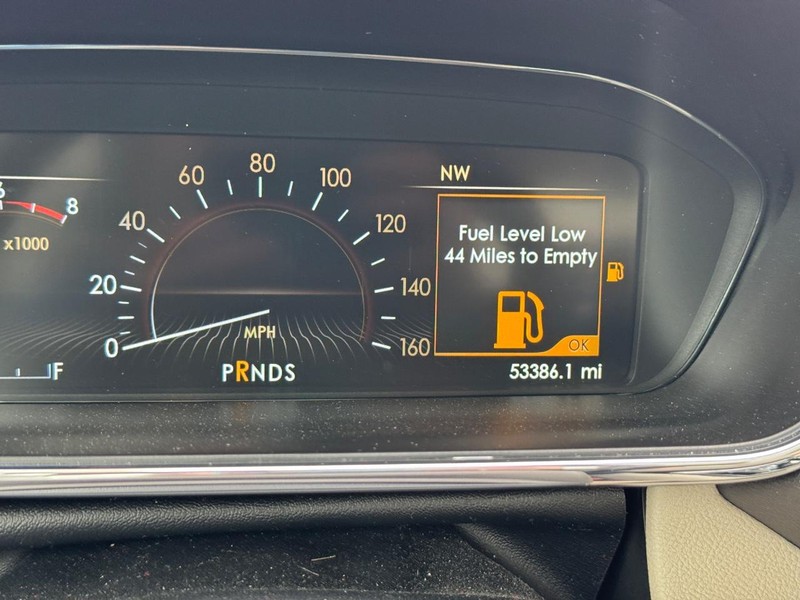 6
8
x1000
F
0
20
40
60
80
100
120
140
160
MPH
PRNDS
NW
Fuel Level Low
44 Miles to Empty
OK
53386.1 mi